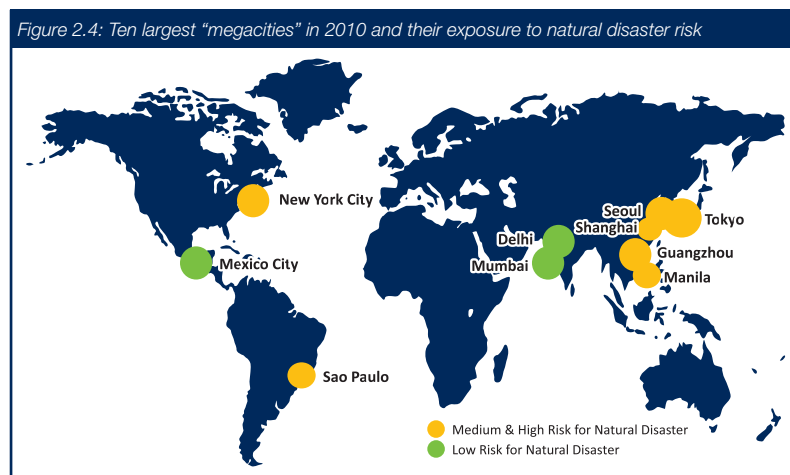 Figure 2.4: Ten largest “megacities” in 2010 and their exposure to natural disaster risk
New York City
Seoul
Tokyo
Shanghai
Delhi
Guangzhou
Mexico City
Mumbai
Manila
Sao Paulo
Medium & High Risk for Natural Disaster
Low Risk for Natural Disaster